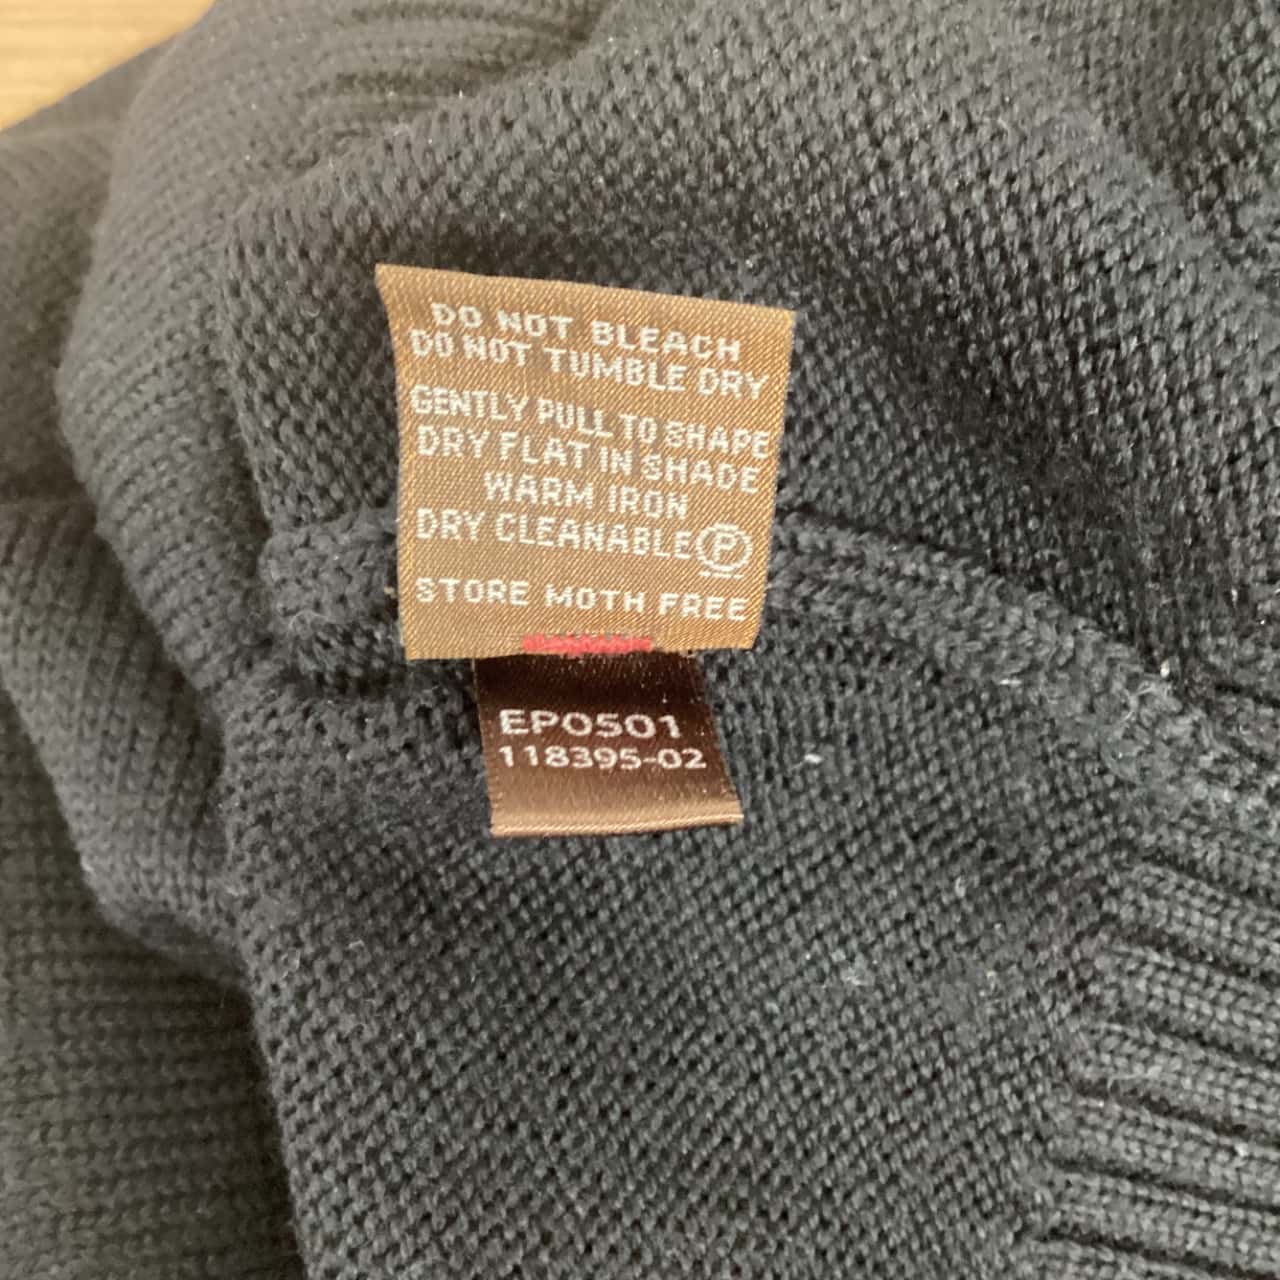 DO NOT BLEACH
DO NOT TUMBLE DRY
GENTLY PULL TO SHAPE
DRY FLAT IN SHADE
WARM IRON
DRY CLEANABLE P
STORE MOTH FREE
EP0501
118395-02